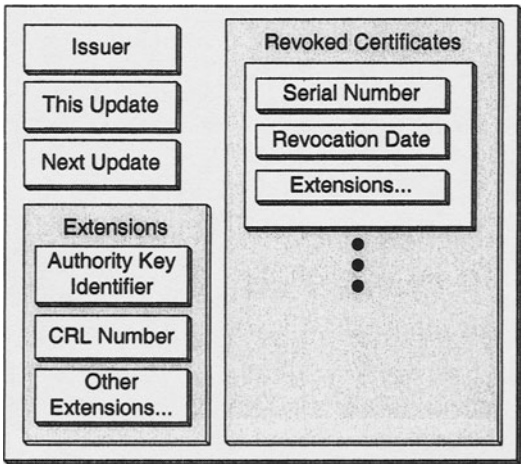 Issuer
This Update
Next Update
Extensions
Authority Key
Identifier
CRL Number
Other
Extensions...
Revoked Certificates
Serial Number
Revocation Date
Extensions...